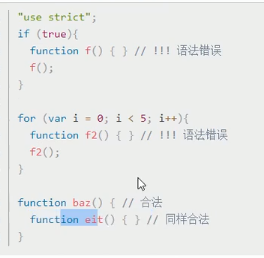 "use strict";
if (true){
function f() { } // !!! 语法错误
f();
}
for (var i = 0; i < 5; i++){
function f2() { } // !!! 语法错误
f2();
}
function baz() { // 合法
function eit() { } // 同样合法
}